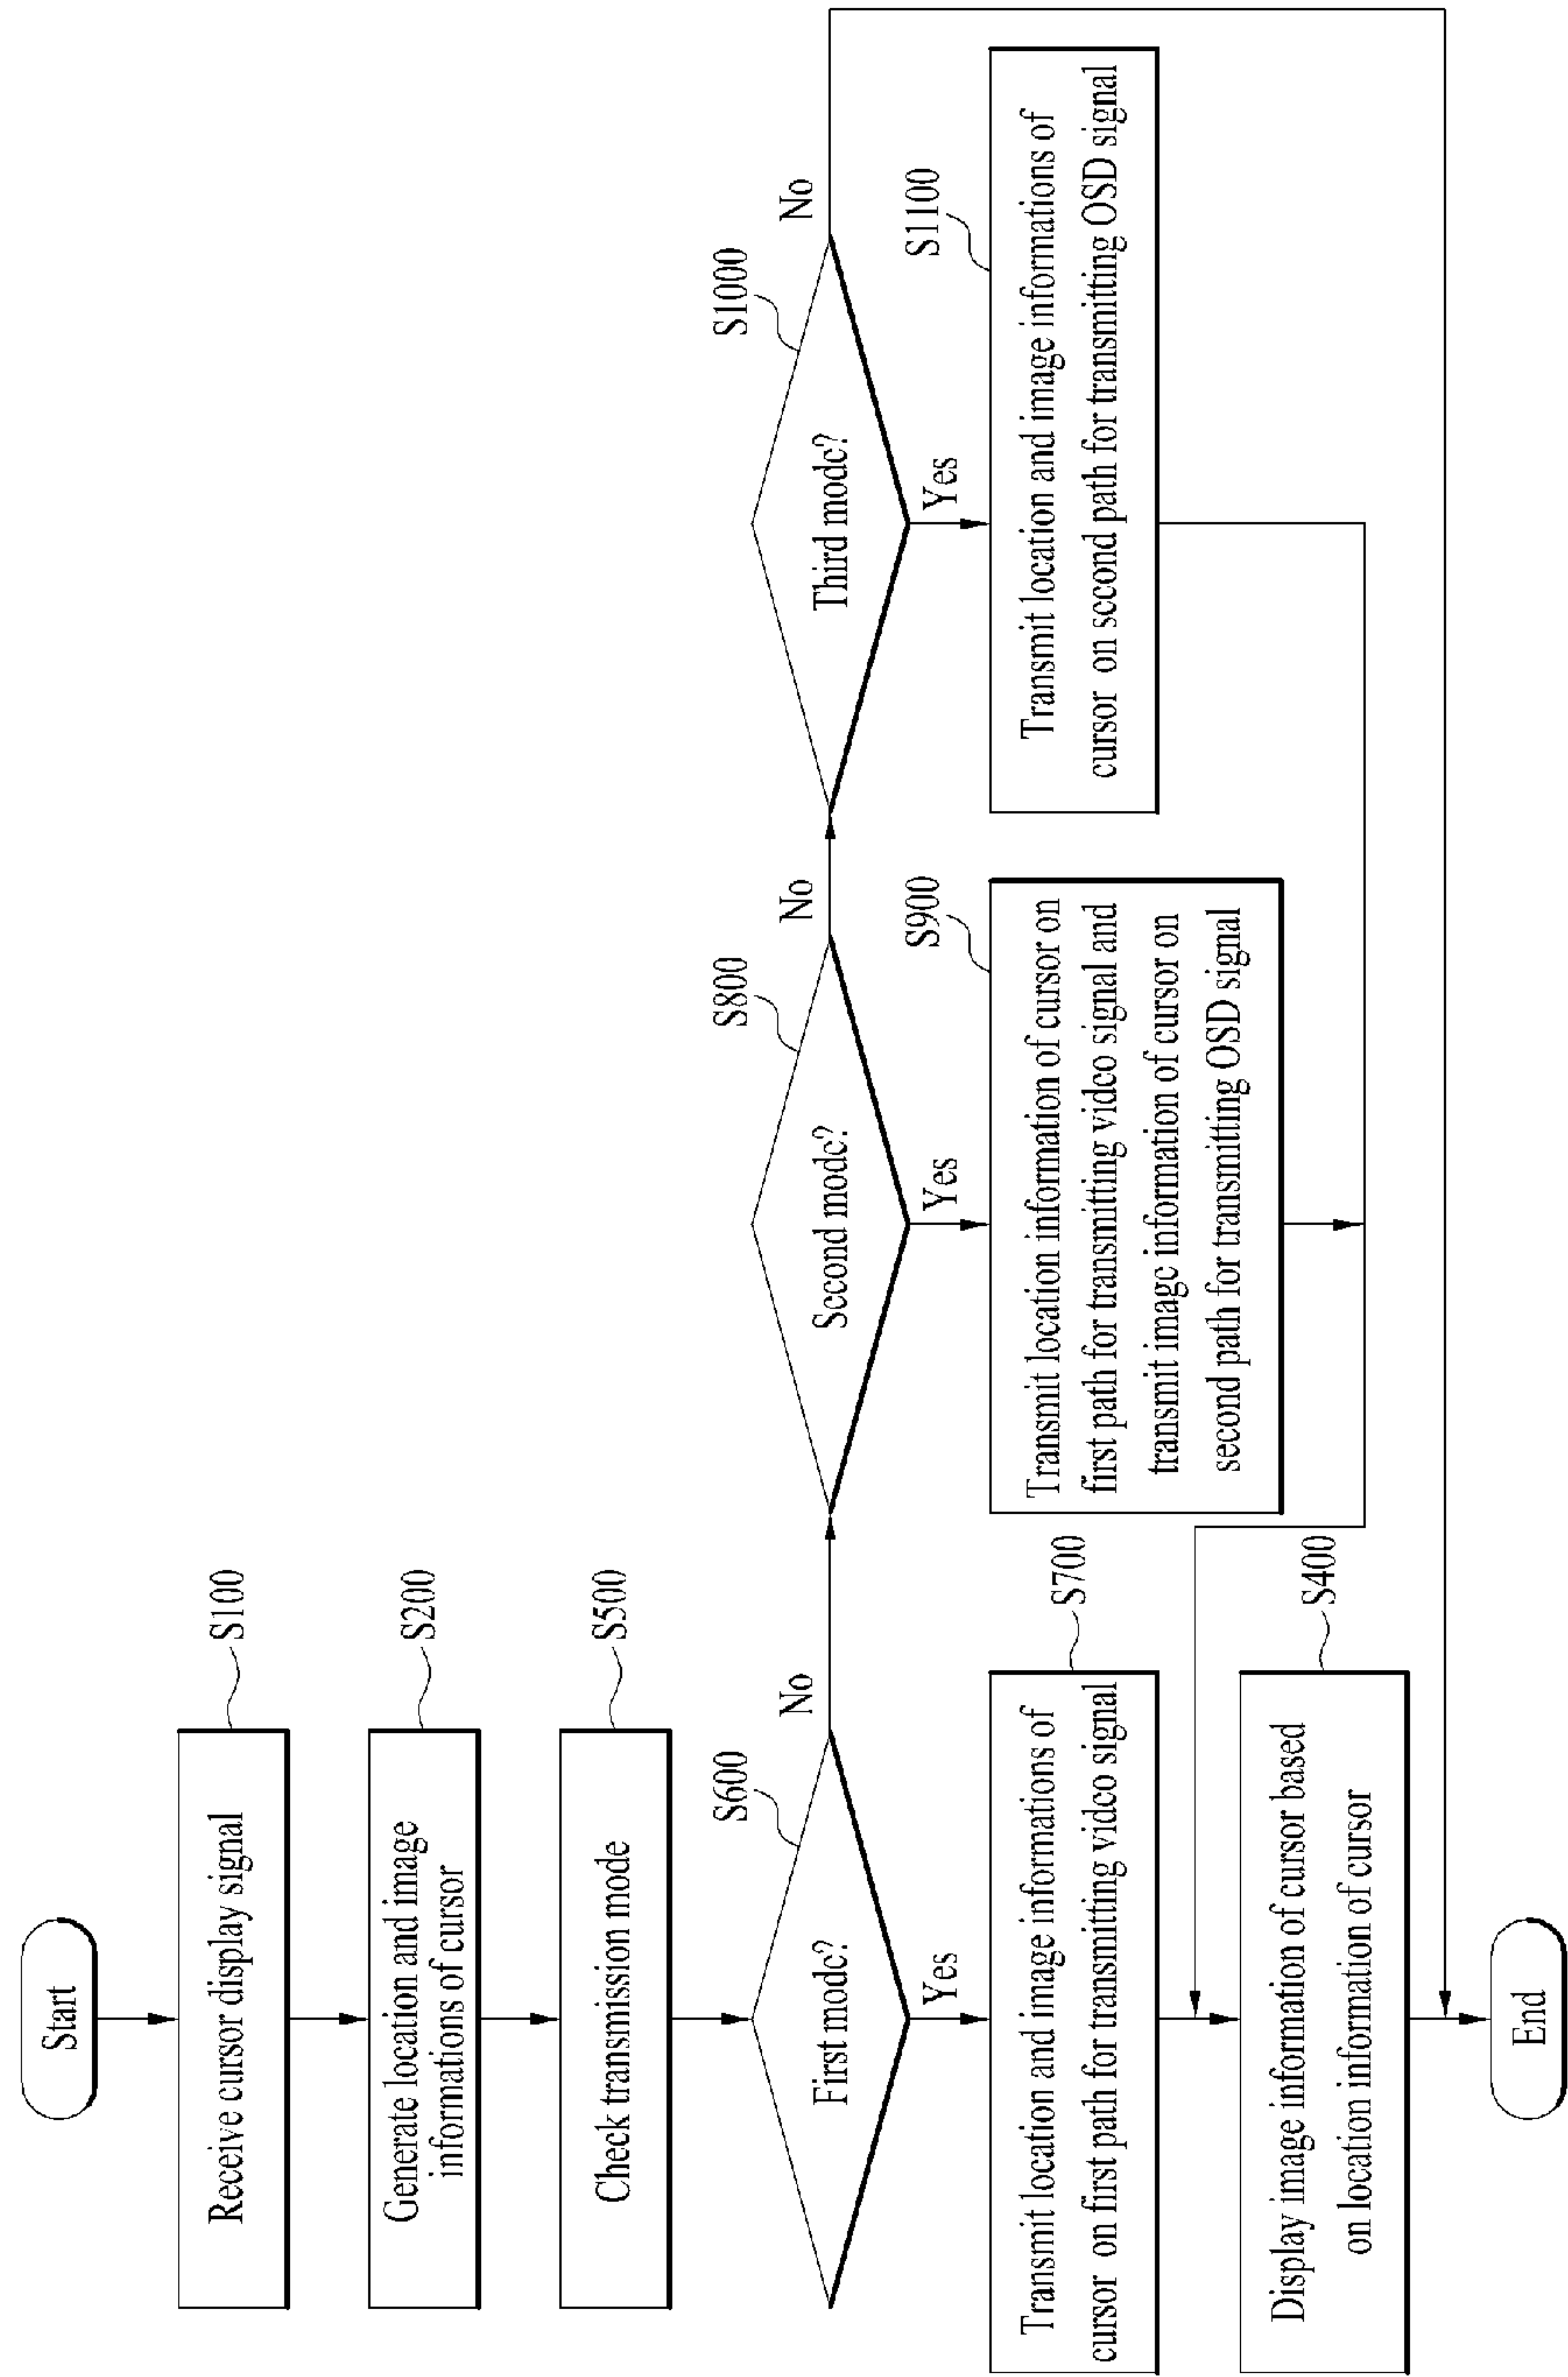 Start
Receive cursor display signal
S100
Generate location and image
informations of cursor
S200
Check transmission mode
S500
First mode?
S600
No
Yes
Second mode?
S800
No
Yes
Third mode?
S1000
No
Yes
Transmit location and image informations of
cursor on first path for transmitting video signal
S700
Transmit location information of cursor on
first path for transmitting video signal and
transmit image information of cursor on
second path for transmitting OSD signal
S900
Transmit location and image informations of
cursor on second path for transmitting OSD signal
S1100
Display image information of cursor based
on location information of cursor
S400
End